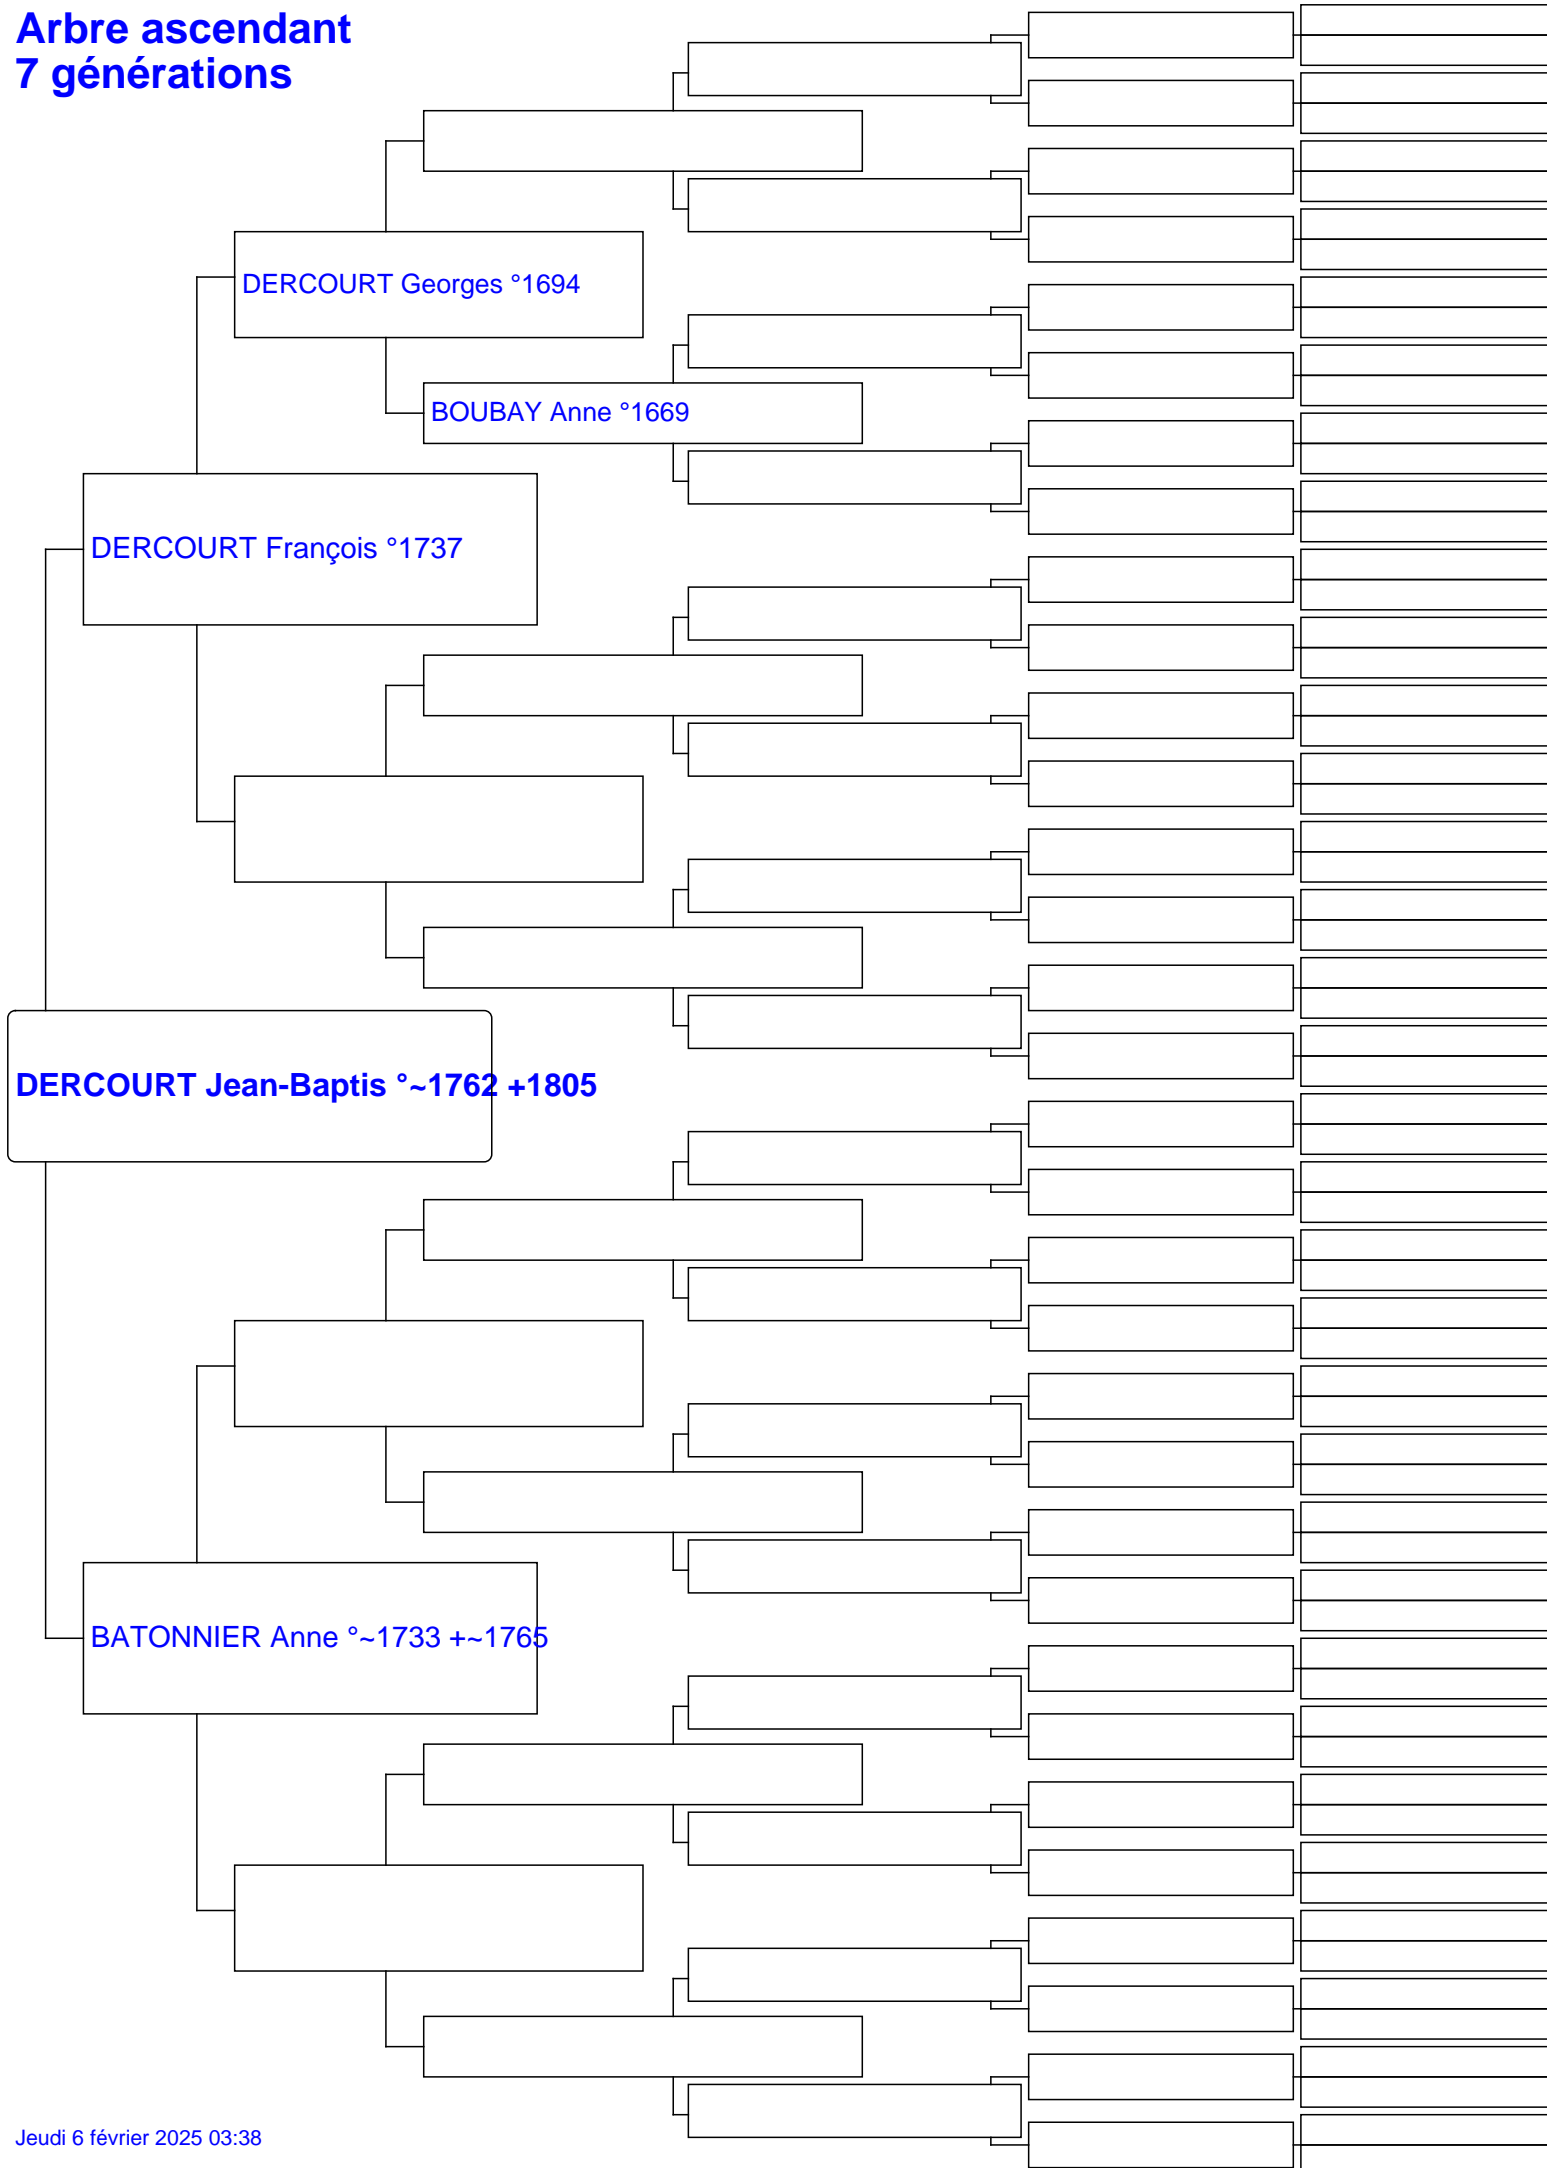 Arbre ascendant
7 générations
DERCOURT Georges °1694
BOUBAY Anne °1669
DERCOURT François °1737
DERCOURT Jean-Baptis °~1762 +1805
BATONNIER Anne °~1733 +~1765
Jeudi 6 février 2025 03:38